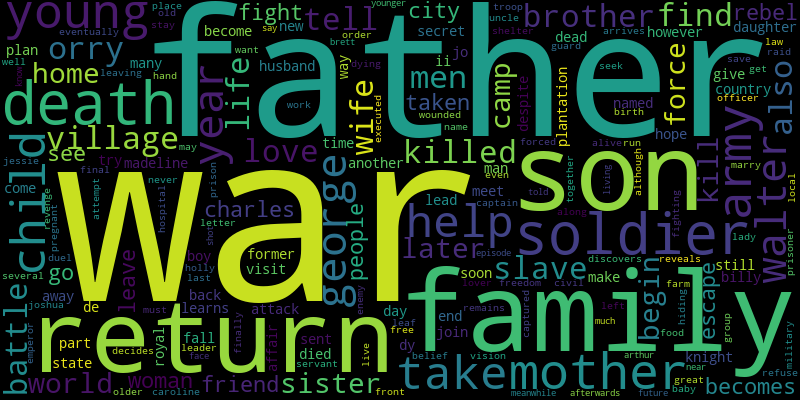 young
father
fight
tell
city
brother
find
rebel
daughter
place
old
stay
eventually
say
new
order
younger
uncle
troop
shelter
arrives
guard
save
law
raid
want
brett
dying
become
secret
however
dead
plan
orry
many
husband
way
ii
jo
well
leaving
hand
home
year
life
wife
men
camp
taken
despite
plantation
force
give
get
country
also
seek
officer
death
work
executed
wounded
name
named
birth
village
time
killed
forced
alive
run
hope
see
try
may
love
another
man
even
although
kill
army
walter
child
jessie
come
final
madeline
prison
george
people
meet
son
told
together
living
marry
local
war
attempt
never
hospital
charles
lead
captain
help
soldier
along
fighting
lady
revenge
pregnant
duel
letter
boy
holly
last
show
former
visit
later
episode
discovers
reveals
still
billy
prisoner
go
several
leave
learns
back
soon
slave
make
begin
escape
farm
hiding
joshua
away
de
must
attack
day
lover
freedom
civil
family
battle
emperor
part
state
decides
return
royal
fall
leader
finally
affair
sent
died
live
enemy
free
leaf
end
join
remains
captured
left
much
food
group
near
military
knight
refuse
world
woman
older
caroline
friend
servant
face
sister
front
dy
belief
vision
take
mother
meanwhile
afterwards
arthur
future
great
baby
becomes